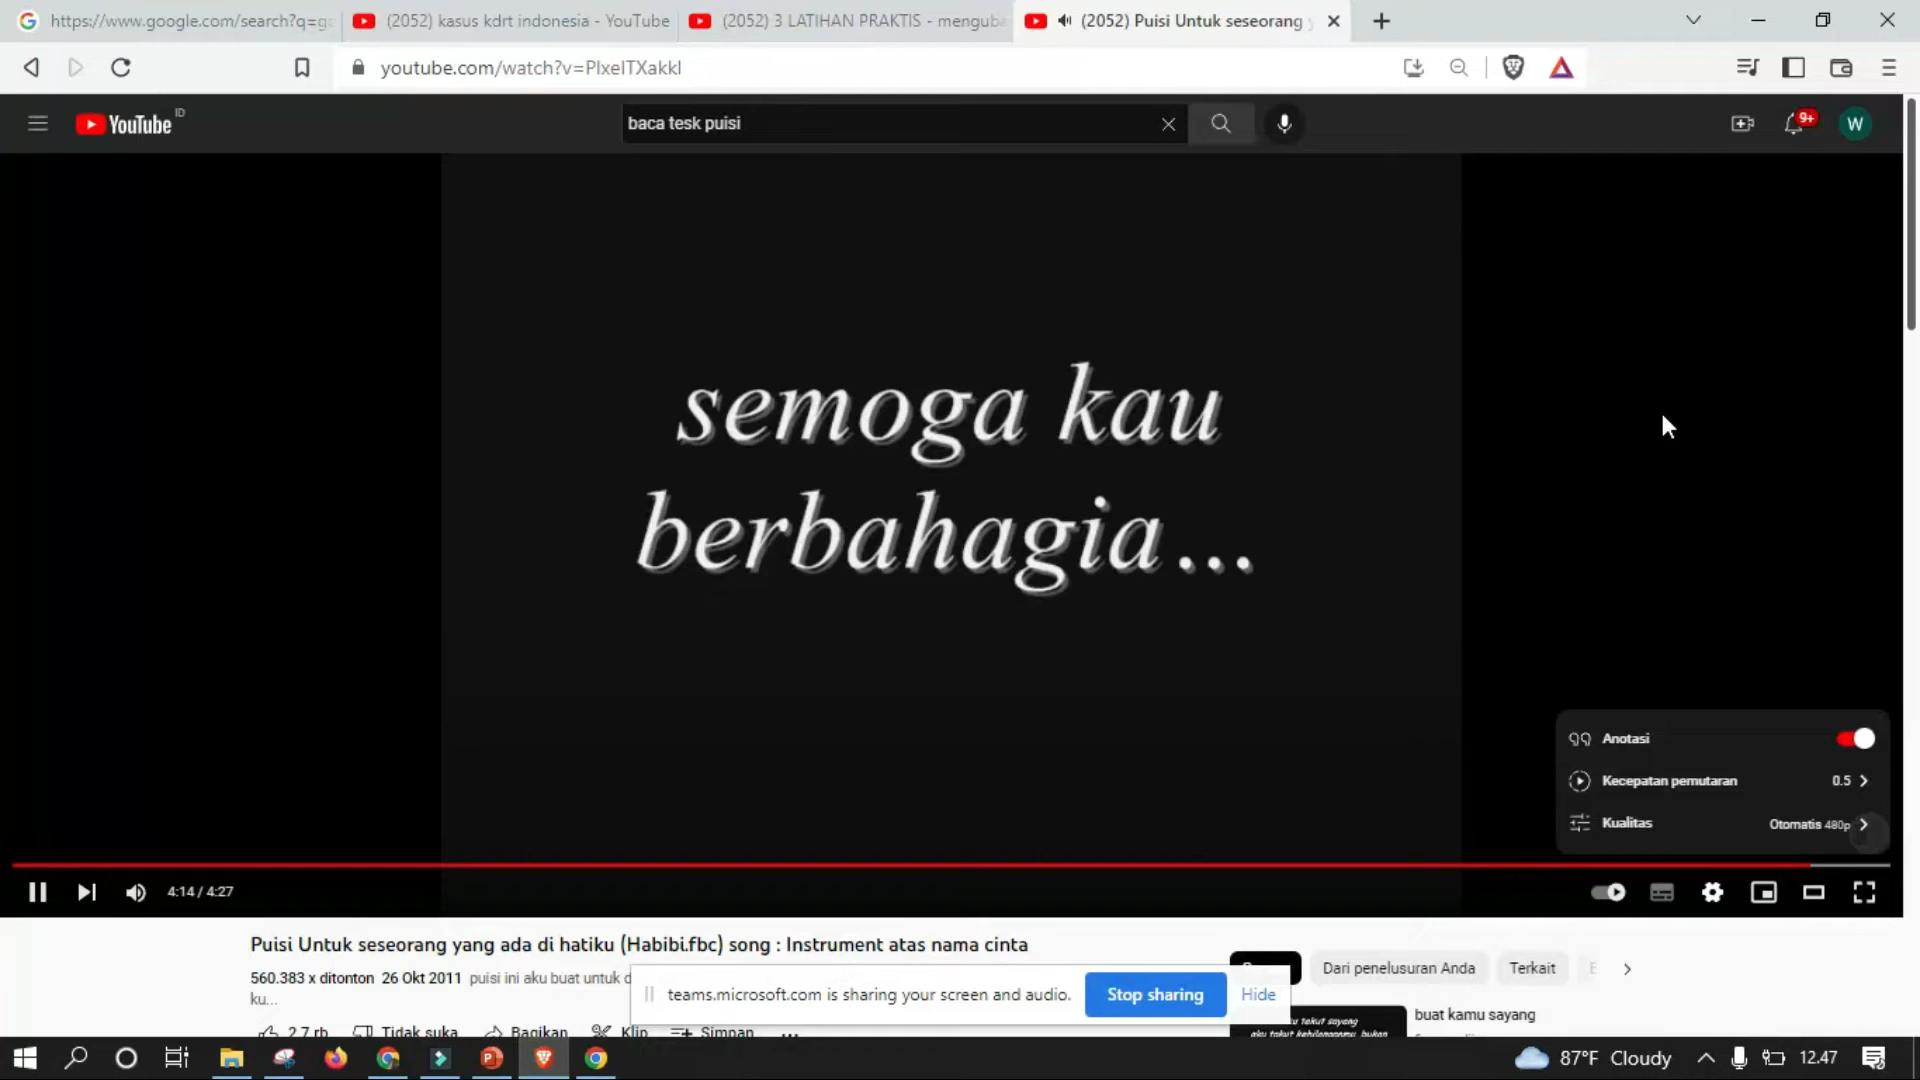 https://www.google.com/search?q=g
(2052) kasus kdrt indonesia - YouTube
(2052) 3 LATIHAN PRAKTIS - menguba
(2052) Puisi Untuk seseorang
youtube.com/watch?v=PlxeITXakkI
YouTube ID
baca tesk puisi
9+
W
semoga kau
berbahagia...
Anotasi
Kecepatan pemutaran 0.5
Kualitas Otomatis 480p
4:14 / 4:27
Puisi Untuk seseorang yang ada di hatiku (Habibi.fbc) song : Instrument atas nama cinta
560.383 x ditonton 26 Okt 2011 puisi ini aku buat untuk
ku...
Dari penelusuran Anda
Terkait
teams.microsoft.com is sharing your screen and audio.
Stop sharing
Hide
buat kamu sayang
2,7 rb
Tidak suka
Bagikan
Klip
Simpan
87°F Cloudy
12.47